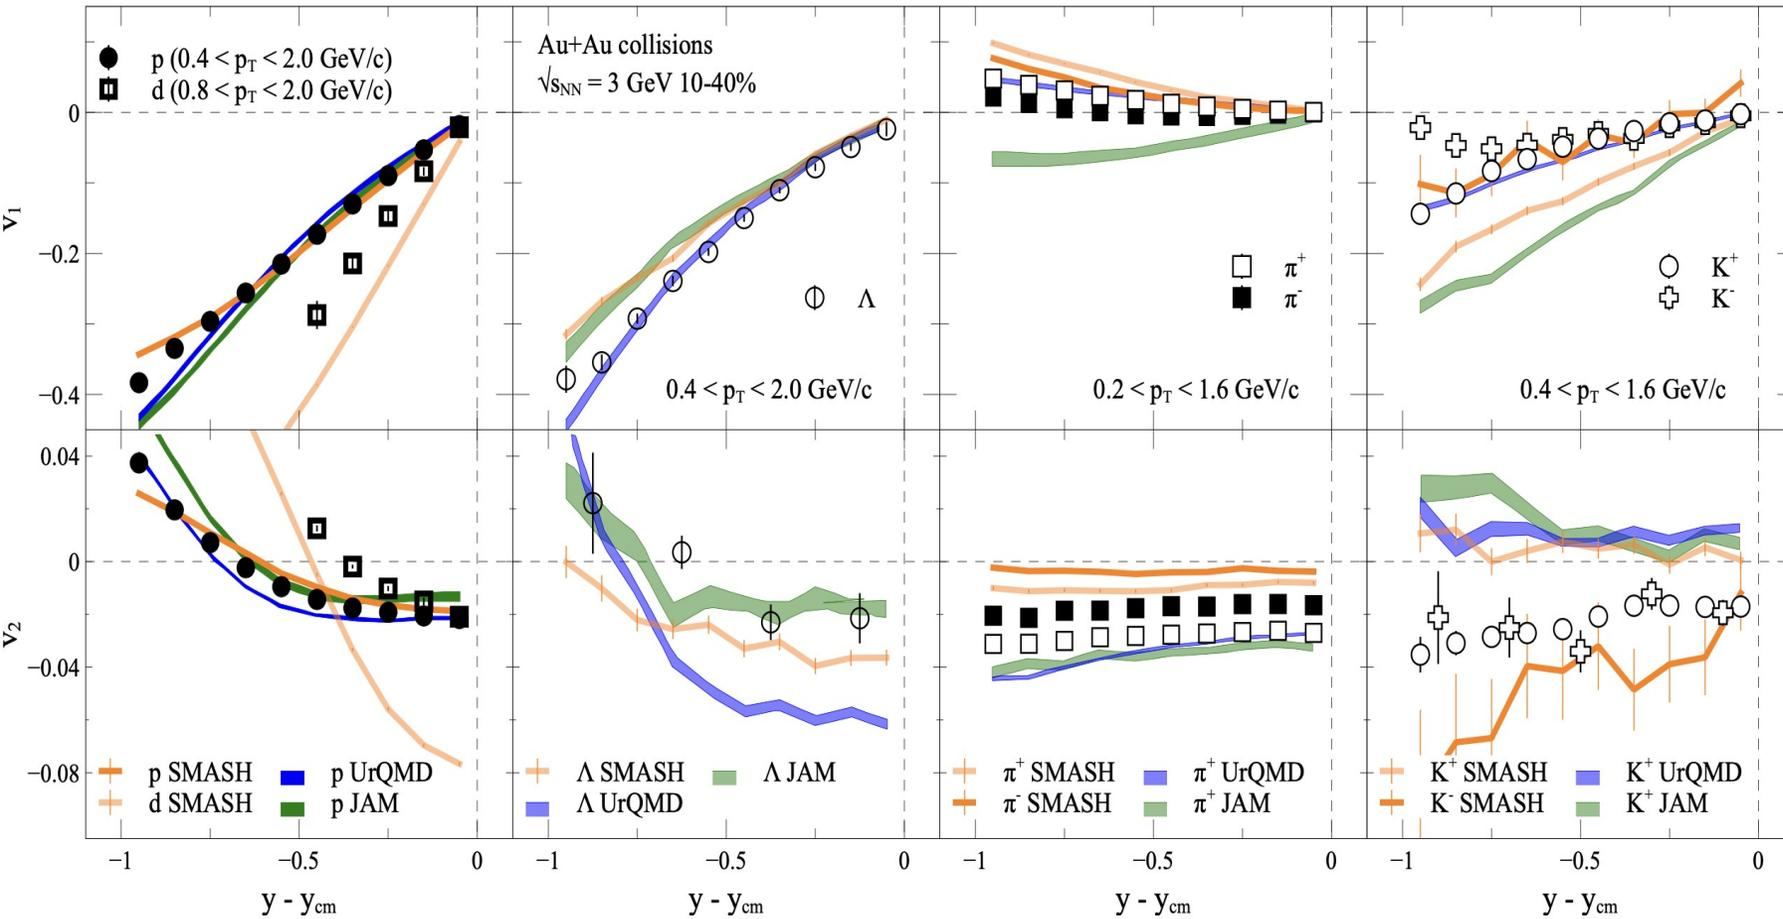 p (0.4 < pT < 2.0 GeV/c)
d (0.8 < pT < 2.0 GeV/c)
Au+Au collisions
√sNN = 3 GeV 10-40%
0
−0.2
−0.4
v1
Λ
0.4 < pT < 2.0 GeV/c
π+
π-
0.2 < pT < 1.6 GeV/c
K+
K-
0.4 < pT < 1.6 GeV/c
0.04
0
−0.04
−0.08
v2
p SMASH
p UrQMD
d SMASH
p JAM
Λ SMASH
Λ JAM
Λ UrQMD
π+ SMASH
π+ UrQMD
π- SMASH
π+ JAM
K+ SMASH
K+ UrQMD
K- SMASH
K+ JAM
−1 −0.5 0
−1 −0.5 0
−1 −0.5 0
−1 −0.5 0
y - ycm
y - ycm
y - ycm
y - ycm